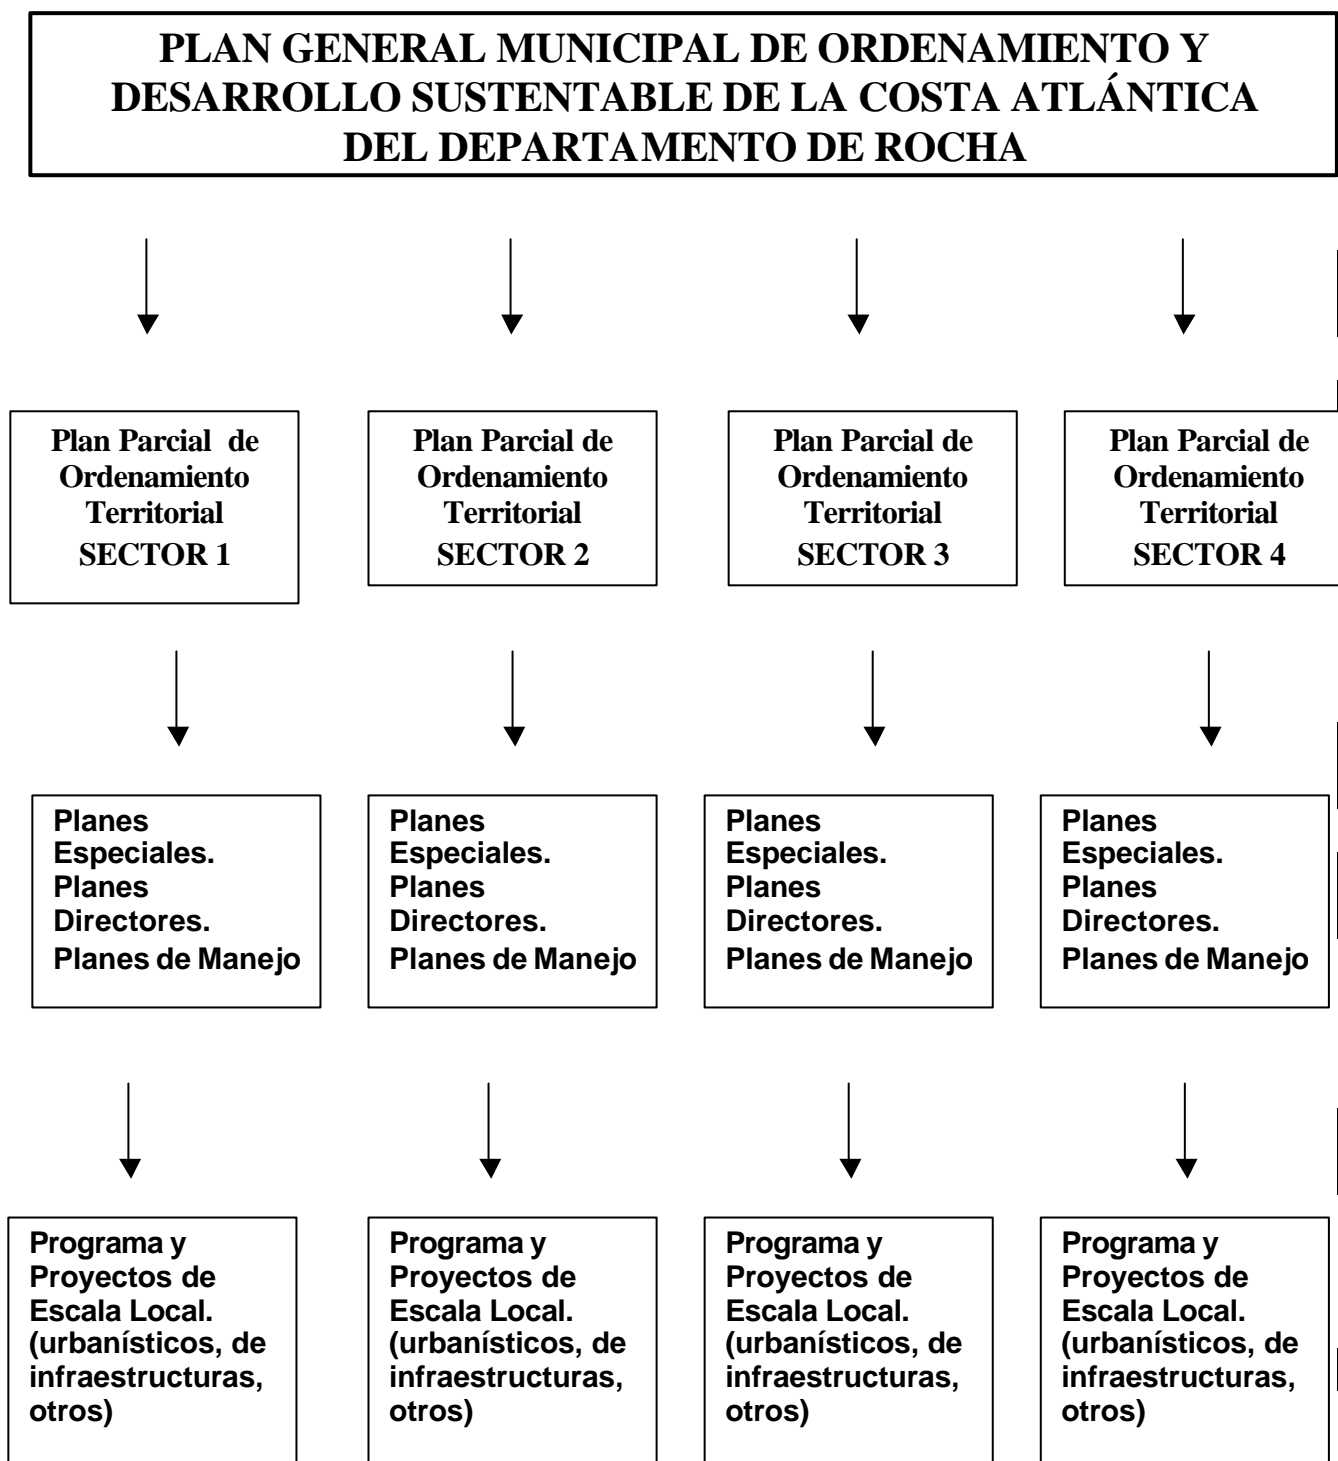 PLAN GENERAL MUNICIPAL DE ORDENAMIENTO Y
DESARROLLO SUSTENTABLE DE LA COSTA ATLÁNTICA
DEL DEPARTAMENTO DE ROCHA
Plan Parcial de
Ordenamiento
Territorial
SECTOR 1
Plan Parcial de
Ordenamiento
Territorial
SECTOR 2
Plan Parcial de
Ordenamiento
Territorial
SECTOR 3
Plan Parcial de
Ordenamiento
Territorial
SECTOR 4
Planes
Especiales.
Planes
Directores.
Planes de Manejo
Planes
Especiales.
Planes
Directores.
Planes de Manejo
Planes
Especiales.
Planes
Directores.
Planes de Manejo
Planes
Especiales.
Planes
Directores.
Planes de Manejo
Programa y
Proyectos de
Escala Local.
(urbanísticos, de
infraestructuras,
otros)
Programa y
Proyectos de
Escala Local.
(urbanísticos, de
infraestructuras,
otros)
Programa y
Proyectos de
Escala Local.
(urbanísticos, de
infraestructuras,
otros)
Programa y
Proyectos de
Escala Local.
(urbanísticos, de
infraestructuras,
otros)